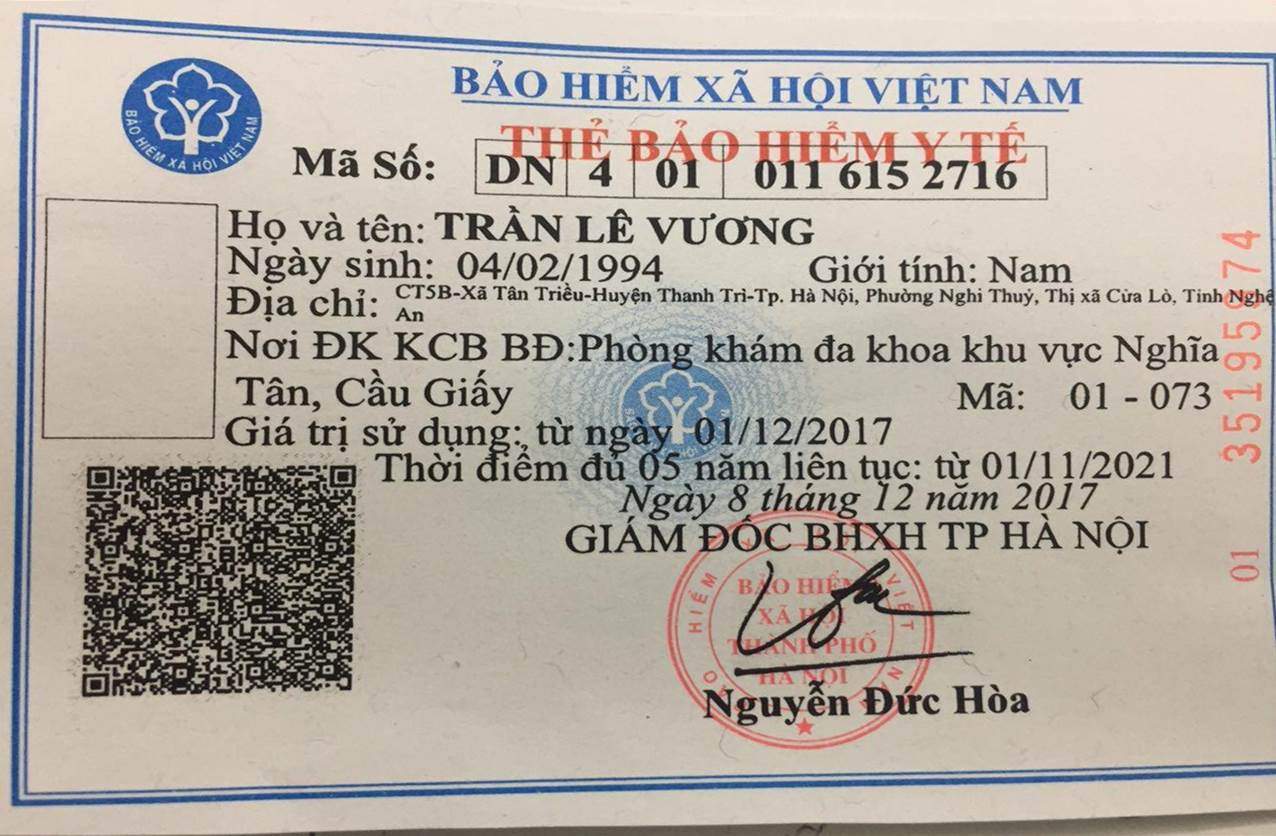 BẢO HIỂM XÃ HỘI VIỆT NAM
BẢO HIỂM XÃ HỘI VIỆT NAM
THẺ BẢO HIỂM Y TẾ
Mã Số: DN 4 01 011 615 2716
Họ và tên: TRẦN LÊ VƯƠNG
Ngày sinh: 04/02/1994 Giới tính: Nam
Địa chỉ: CT5B-Xã Tân Triều-Huyện Thanh Trì-Tp. Hà Nội, Phường Nghi Thuỷ, Thị xã Cửa Lò, Tỉnh Nghệ
An
Nơi ĐK KCB BĐ:Phòng khám đa khoa khu vực Nghĩa
Tân, Cầu Giấy Mã: 01 - 073
Giá trị sử dụng: từ ngày 01/12/2017
Thời điểm đủ 05 năm liên tục: từ 01/11/2021
Ngày 8 tháng 12 năm 2017
GIÁM ĐỐC BHXH TP HÀ NỘI
BẢO HIỂM
XÃ HỘI
THÀNH PHỐ
HÀ NỘI
Nguyễn Đức Hòa
01 35195874